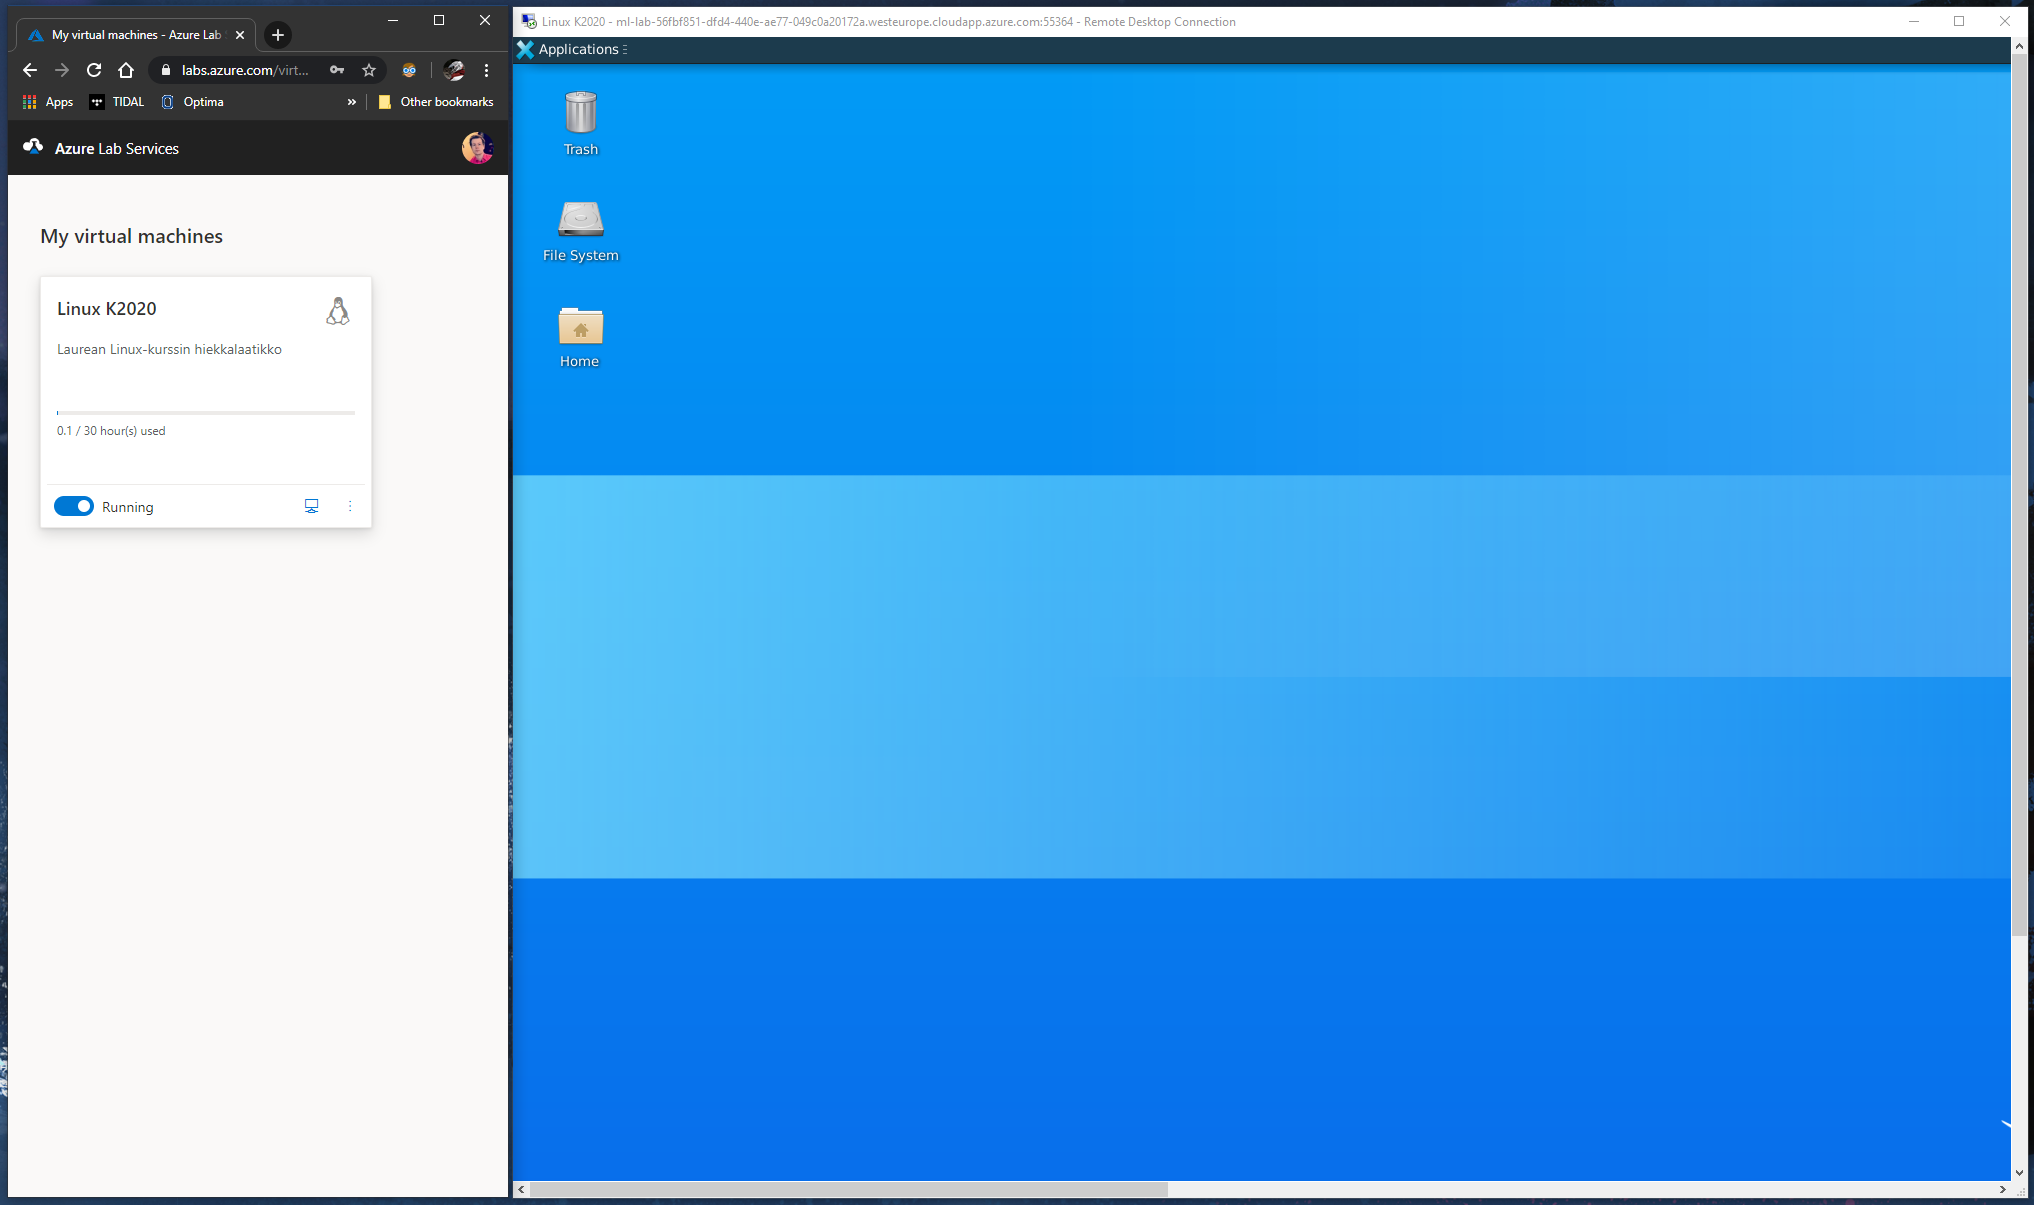 My virtual machines - Azure Lab
labs.azure.com/virt...
Apps
TIDAL
Optima
»
Other bookmarks
Azure Lab Services
My virtual machines
Linux K2020
Laurean Linux-kurssin hiekkalaatikko
0.1 / 30 hour(s) used
Running
Linux K2020 - ml-lab-56fbf851-dfd4-440e-ae77-049c0a20172a.westeurope.cloudapp.azure.com:55364 - Remote Desktop Connection
Applications
Trash
File System
Home